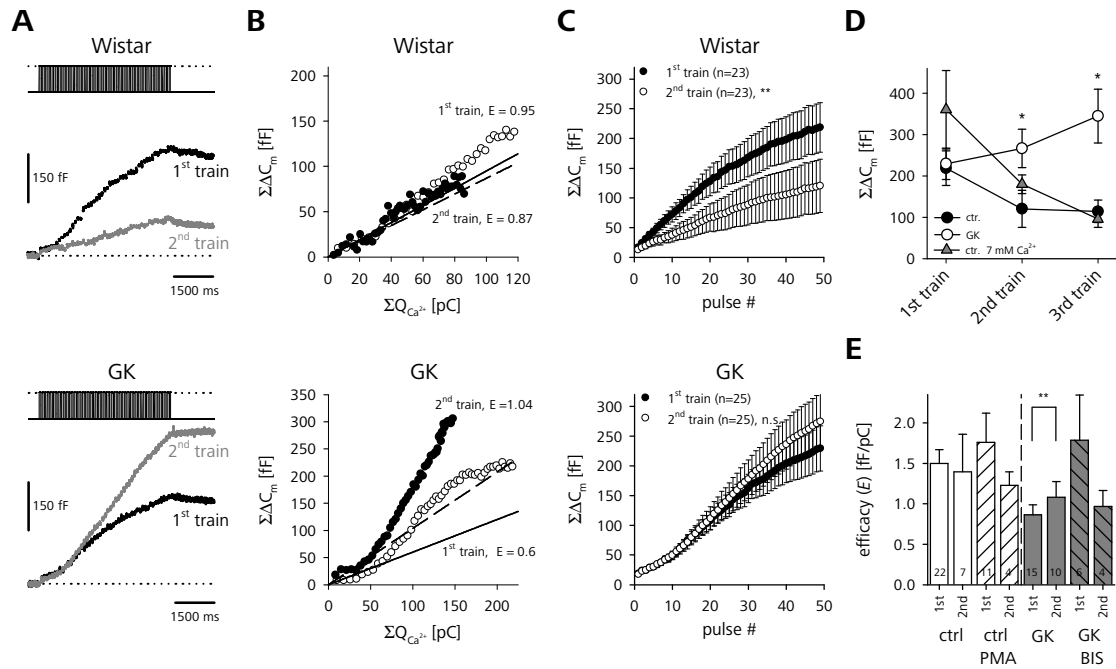 A
Wistar
150 fF
1st train
2nd train
1500 ms
GK
150 fF
2nd train
1st train
1500 ms
B
Wistar
200
150
100
50
0
ΣΔCm [fF]
1st train, E = 0.95
2nd train, E = 0.87
0 20 40 60 80 100 120
ΣQCa2+ [pC]
GK
350
300
250
200
150
100
50
0
ΣΔCm [fF]
2nd train, E =1.04
1st train, E = 0.6
0 50 100 150 200
ΣQCa2+ [pC]
C
Wistar
300
250
200
150
100
50
0
ΣΔCm [fF]
1st train (n=23)
2nd train (n=23), **
0 10 20 30 40 50
pulse #
GK
350
300
250
200
150
100
50
0
ΣΔCm [fF]
1st train (n=25)
2nd train (n=25), n.s.
0 10 20 30 40 50
pulse #
D
400
300
200
100
0
ΣΔCm [fF]
*
*
ctr.
GK
ctr. 7 mM Ca2+
1st train
2nd train
3rd train
E
2.0
1.5
1.0
0.5
0.0
efficacy (E) [fF/pC]
**
22 7 11 4 15 10 6 4
1st 2nd 1st 2nd 1st 2nd 1st 2nd
ctrl ctrl GK GK
PMA BIS